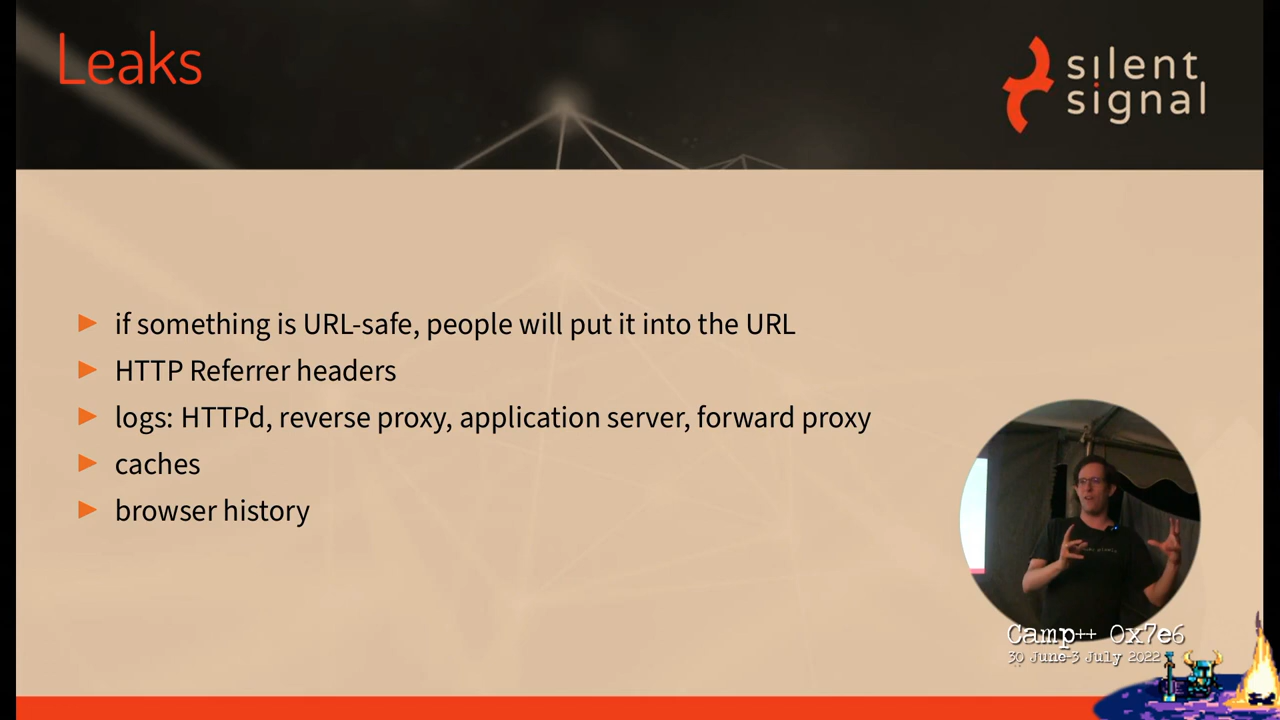 Leaks
silent
signal
if something is URL-safe, people will put it into the URL
HTTP Referrer headers
logs: HTTPd, reverse proxy, application server, forward proxy
caches
browser history
Camp++ 0x7e6
30 June-3 July 2022